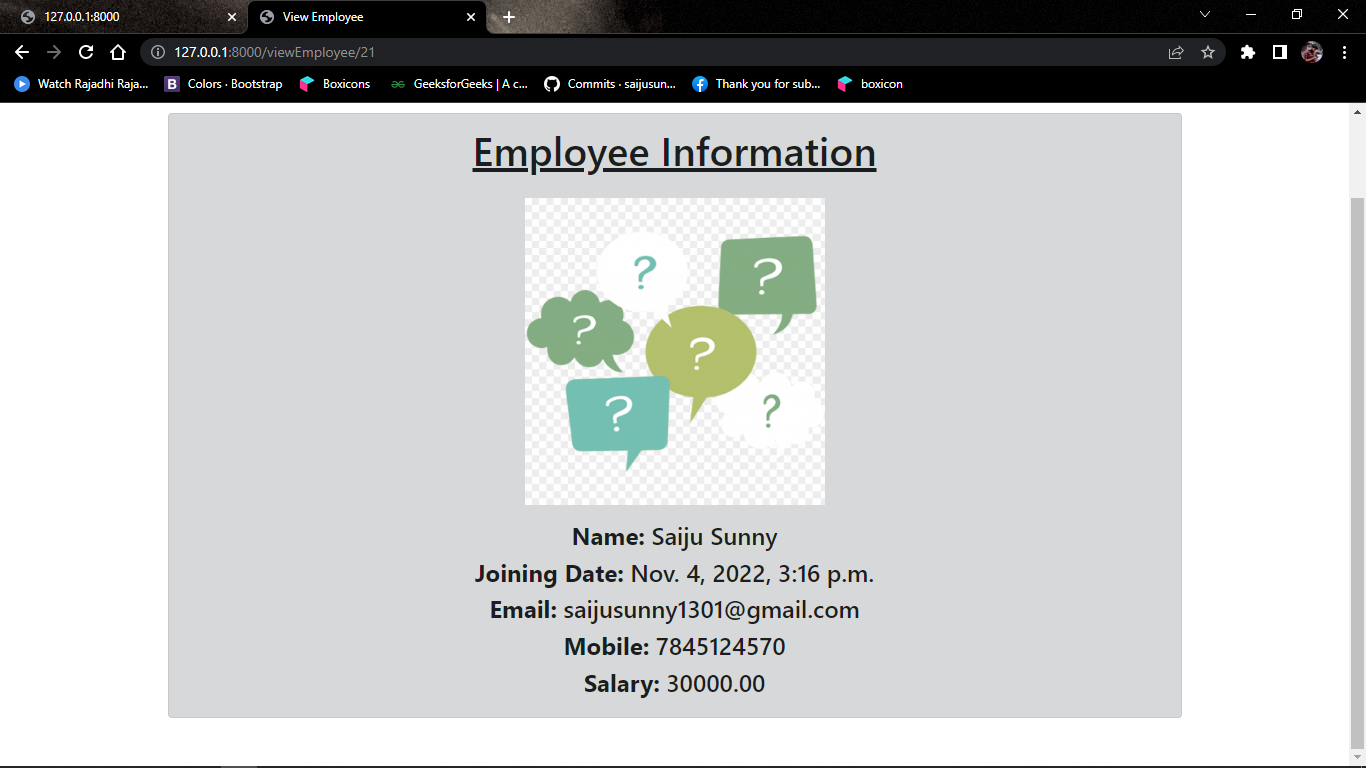 127.0.0.1:8000
View Employee
127.0.0.1:8000/viewEmployee/21
Watch Rajadhi Raja...
B
Colors · Bootstrap
Boxicons
GeeksforGeeks | A c...
Commits · saijusun...
Thank you for sub...
boxicon
Employee Information
?
?
?
?
?
?
Name: Saiju Sunny
Joining Date: Nov. 4, 2022, 3:16 p.m.
Email: saijusunny1301@gmail.com
Mobile: 7845124570
Salary: 30000.00